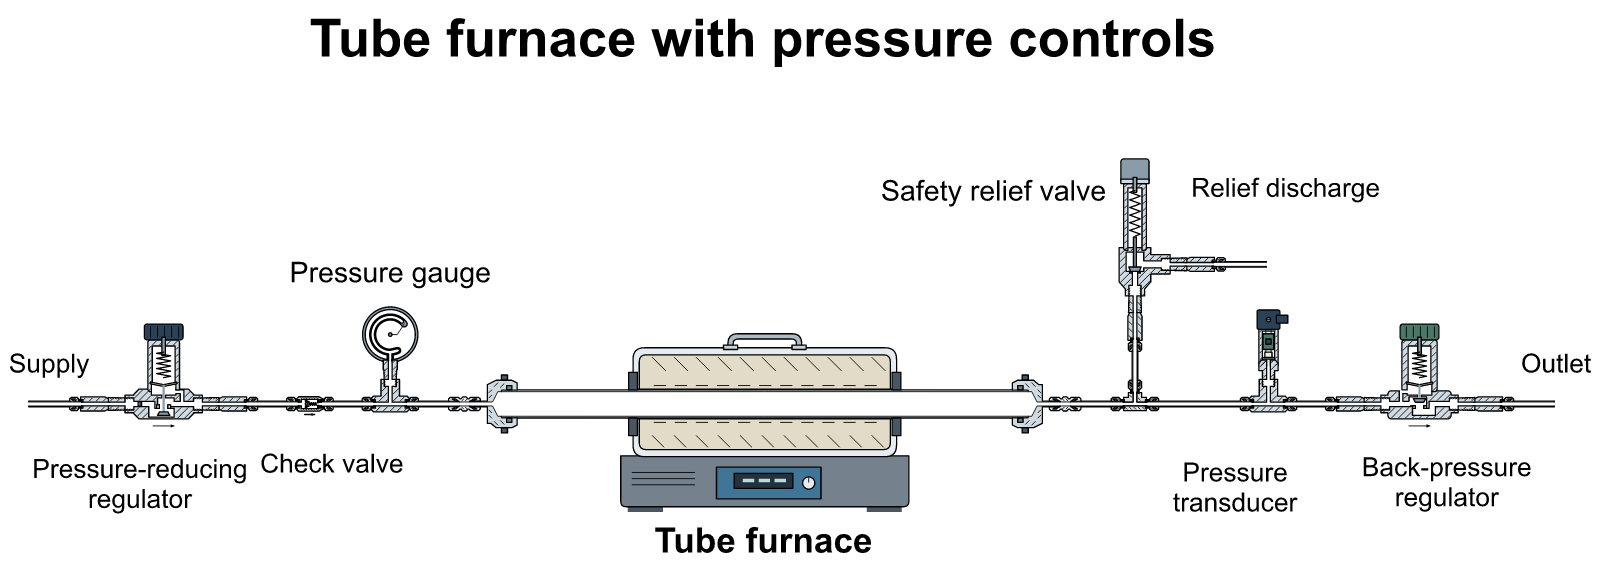 Tube furnace with pressure controls
Safety relief valve
Relief discharge
Pressure gauge
Supply
Outlet
Pressure-reducing
regulator
Check valve
Pressure
transducer
Back-pressure
regulator
Tube furnace